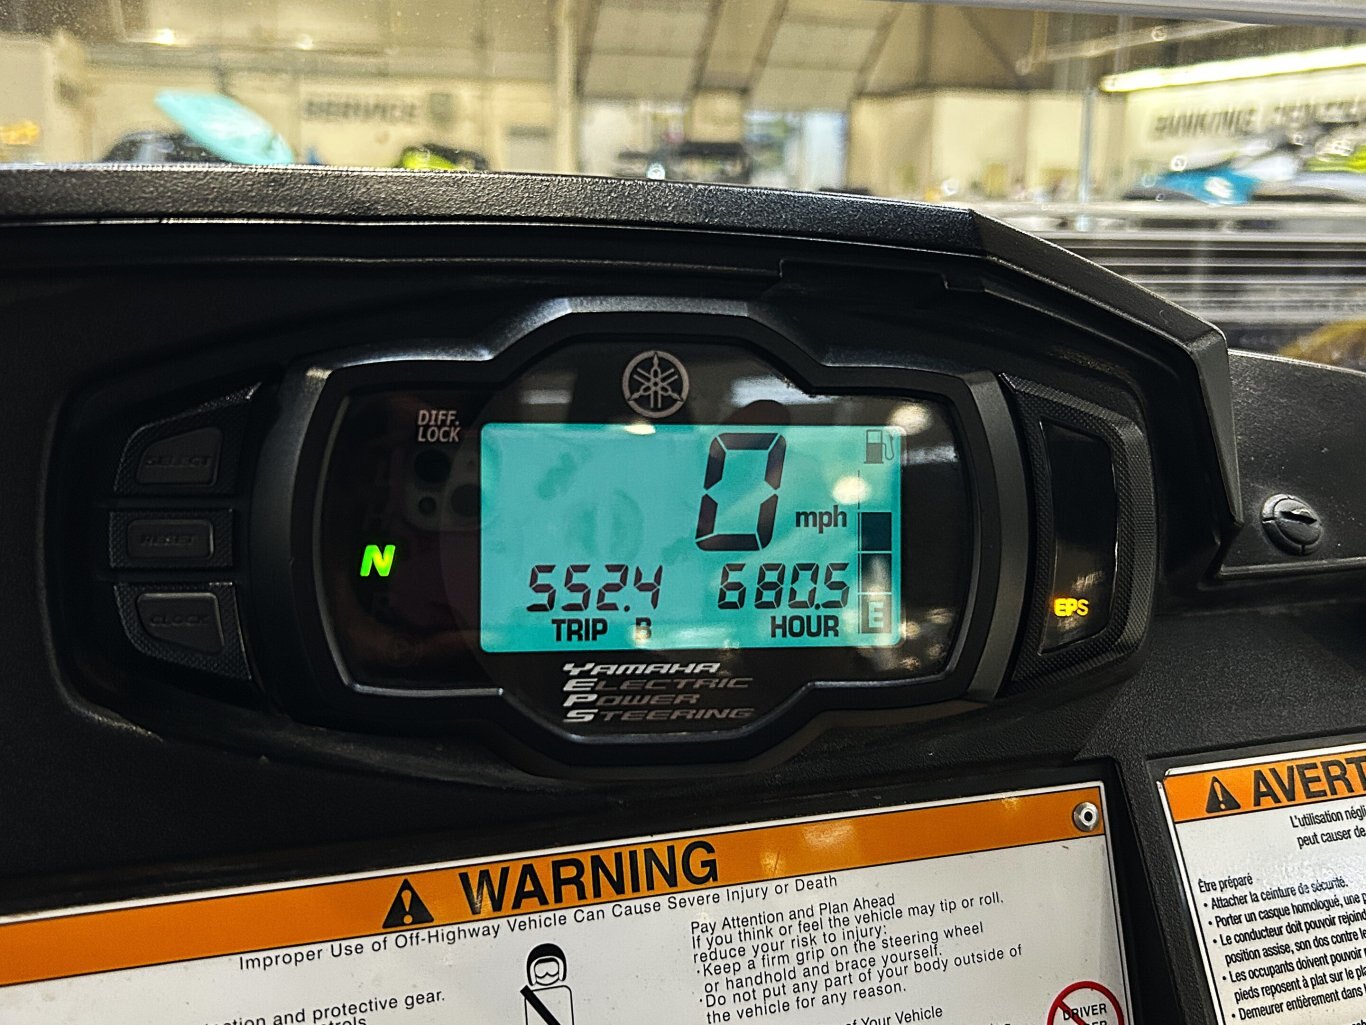 SERVICE
DIFF.
LOCK
SELECT
RESET
CLOCK
N
0
mph
552.4
680.5
TRIP B
HOUR
E
EPS
YAMAHA
ELECTRIC
POWER
STEERING
WARNING
Improper Use of Off-Highway Vehicle Can Cause Severe Injury or Death
and protective gear.
Pay Attention and Plan Ahead
If you think or feel the vehicle may tip or roll,
reduce your risk to injury:
·Keep a firm grip on the steering wheel
or handhold and brace yourself.
·Do not put any part of your body outside of
the vehicle for any reason.
of Your Vehicle
DRIVER
AVERT
L'utilisation négli
peut causer de
Être préparé
• Attacher la ceinture de sécurité.
• Porter un casque homologué, une
• Le conducteur doit pouvoir rejoin
position assise, son dos contre le
• Les occupants doivent pouvoir
pieds reposent à plat sur le pla
• Demeurer entièrement dans